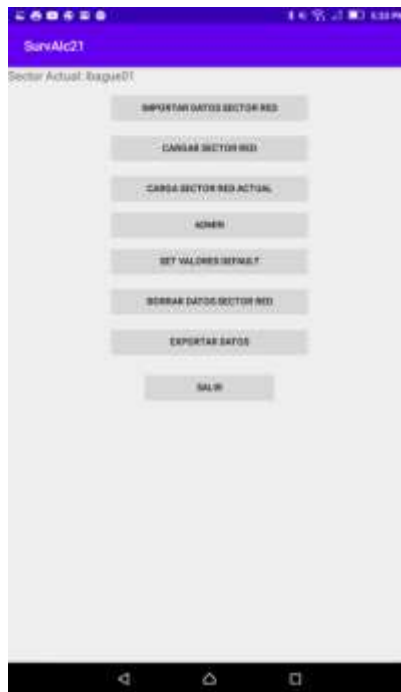 SurvAlc21
Sector Actual: Ibague01
IMPORTAR DATOS SECTOR RED
CARGAR SECTOR RED
CARGA SECTOR RED ACTUAL
ADMIN
SET VALORES DEFAULT
BORRAR DATOS SECTOR RED
EXPORTAR DATOS
SALIR